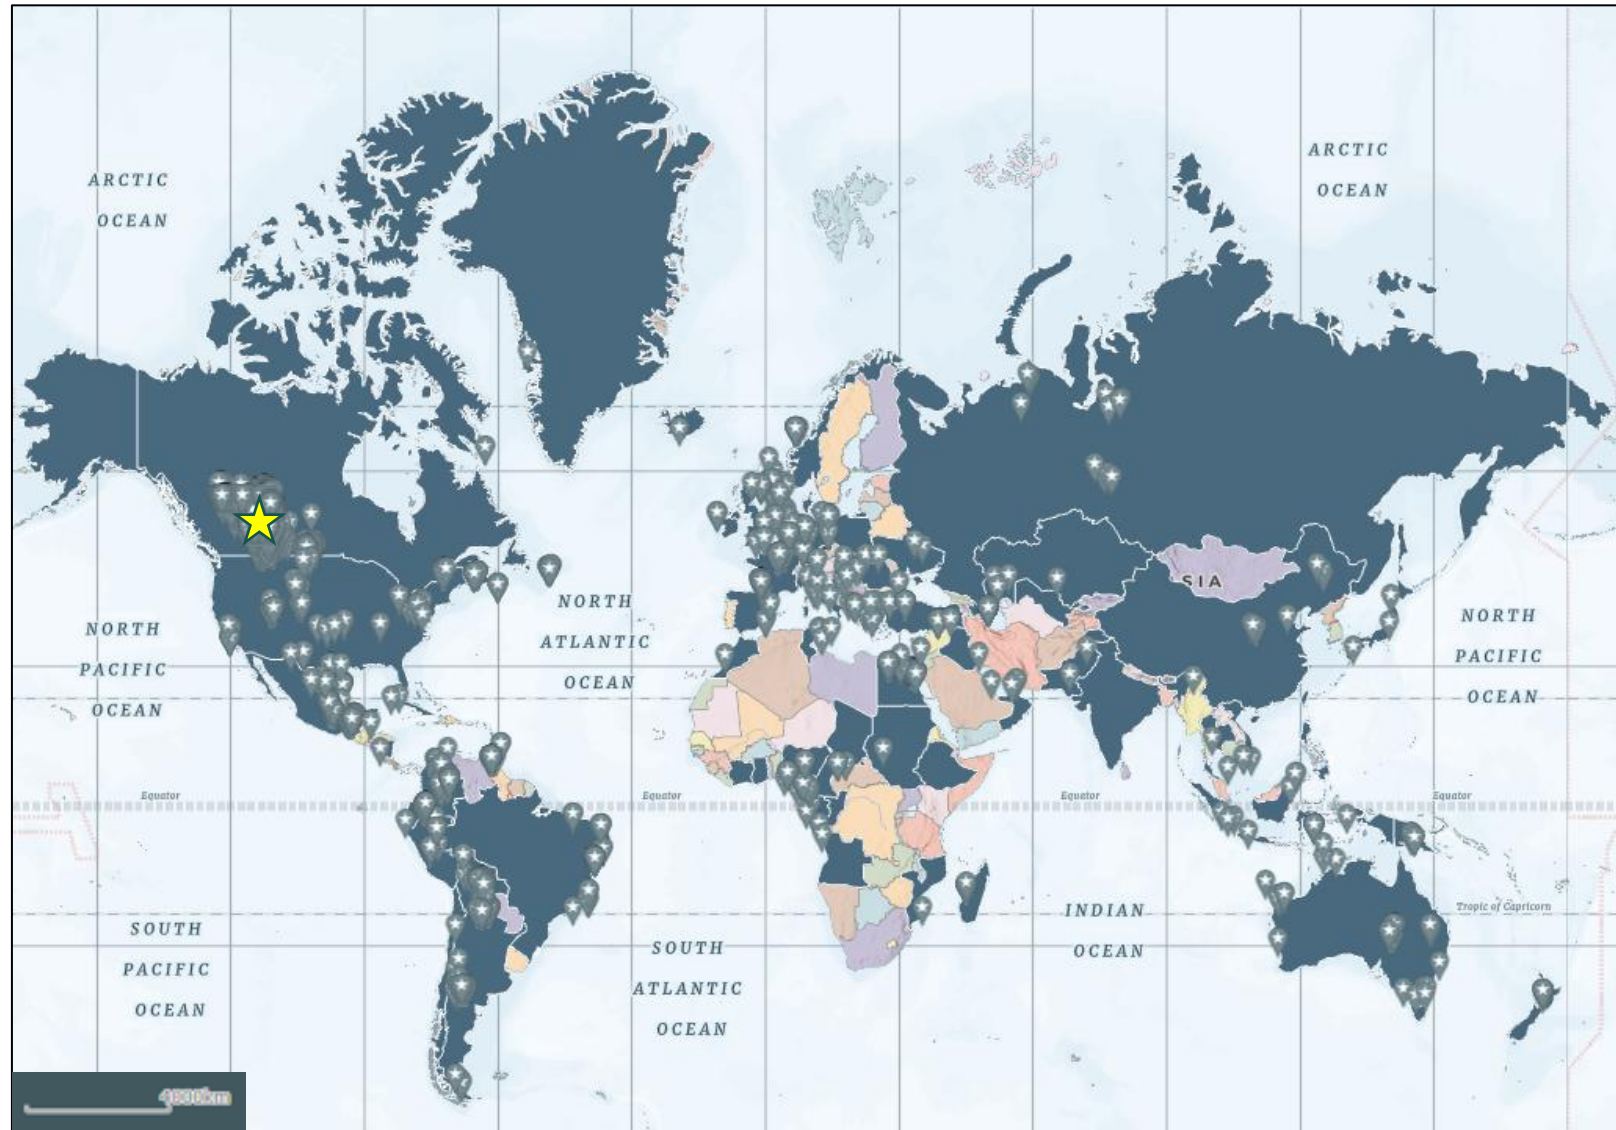 ARCTIC
OCEAN
ARCTIC
OCEAN
SIA
NORTH
PACIFIC
OCEAN
NORTH
ATLANTIC
OCEAN
NORTH
PACIFIC
OCEAN
Equator
Equator
Equator
Equator
Tropic of Capricorn
SOUTH
PACIFIC
OCEAN
SOUTH
ATLANTIC
OCEAN
INDIAN
OCEAN
4000km